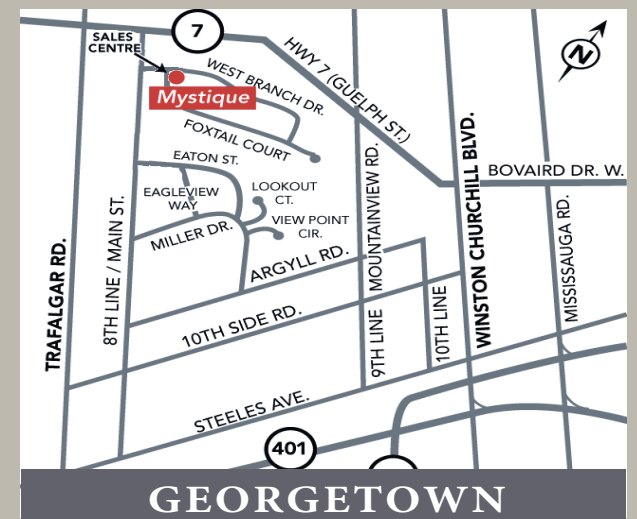 7
SALES
CENTRE
N
HWY 7 (GUELPH ST.)
WEST BRANCH DR.
Mystique
FOXTAIL COURT
EATON ST.
BOVAIRD DR. W.
LOOKOUT
CT.
EAGLEVIEW
WAY
VIEW POINT
CIR.
MILLER DR.
ARGYLL RD.
MOUNTAINVIEW RD.
WINSTON CHURCHILL BLVD.
MISSISSAUGA RD.
TRAFALGAR RD.
8TH LINE / MAIN ST.
10TH SIDE RD.
9TH LINE
10TH LINE
STEELES AVE.
401
GEORGETOWN